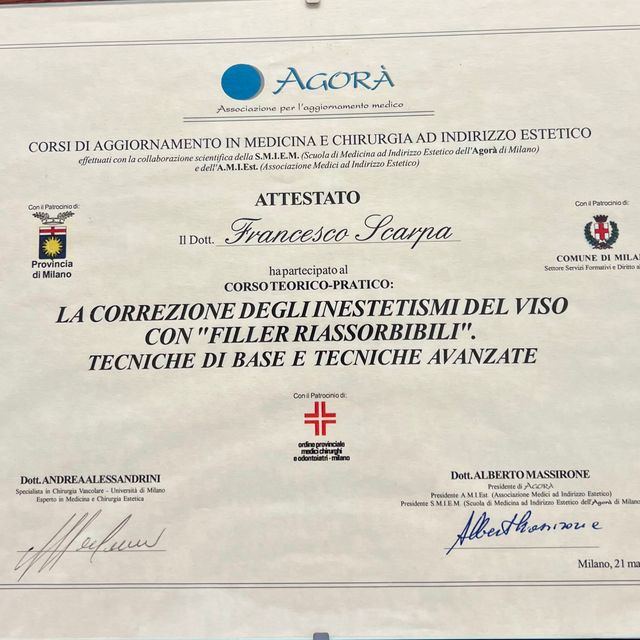 AGORÀ
Associazione per l'aggiornamento medico
CORSI DI AGGIORNAMENTO IN MEDICINA E CHIRURGIA AD INDIRIZZO ESTETICO
effettuati con la collaborazione scientifica della S.M.I.E.M. (Scuola di Medicina ad Indirizzo Estetico dell'Agorà di Milano)
e dell'A.M.I.Est. (Associazione Medici ad Indirizzo Estetico)
ATTESTATO
Il Dott. Francesco Scarpa
Con il Patrocinio di:
Provincia
di Milano
Con il Patrocinio di:
COMUNE DI MILA
Settore Servizi Formativi e Diritto
ha partecipato al
CORSO TEORICO-PRATICO:
LA CORREZIONE DEGLI INESTETISMI DEL VISO
CON "FILLER RIASSORBIBILI".
TECNICHE DI BASE E TECNICHE AVANZATE
Con il Patrocinio di:
ordine provinciale
medici chirurghi
e odontoiatri - milano
Dott. ANDREA ALESSANDRINI
Specialista in Chirurgia Vascolare - Università di Milano
Esperto in Medicina e Chirurgia Estetica
Dott. ALBERTO MASSIRONE
Presidente di AGORÀ
Presidente A.M.I.Est (Associazione Medici ad Indirizzo Estetico)
Presidente S.M.I.E.M. (Scuola di Medicina ad Indirizzo Estetico dell'Agorà di Milano
Alberto Massirone
Milano, 21 ma